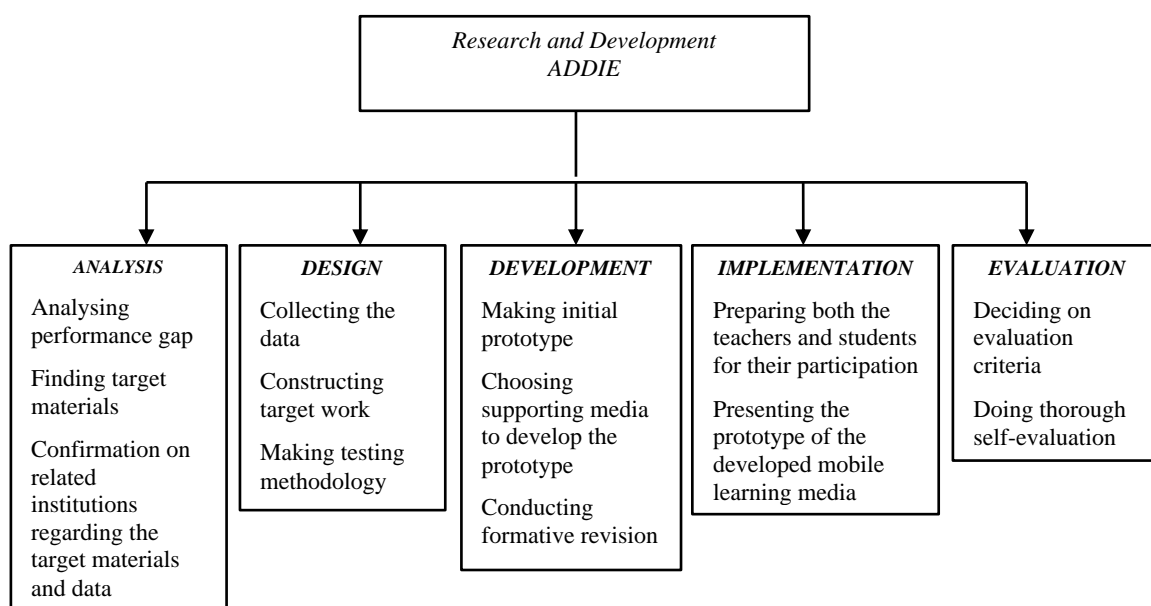 Research and Development
ADDIE
ANALYSIS
Analysing
performance gap
Finding target
materials
Confirmation on
related
institutions
regarding the
target materials
and data
DESIGN
Collecting the
data
Constructing
target work
Making testing
methodology
DEVELOPMENT
Making initial
prototype
Choosing
supporting media
to develop the
prototype
Conducting
formative revision
IMPLEMENTATION
Preparing both the
teachers and students
for their participation
Presenting the
prototype of the
developed mobile
learning media
EVALUATION
Deciding on
evaluation
criteria
Doing thorough
self-evaluation